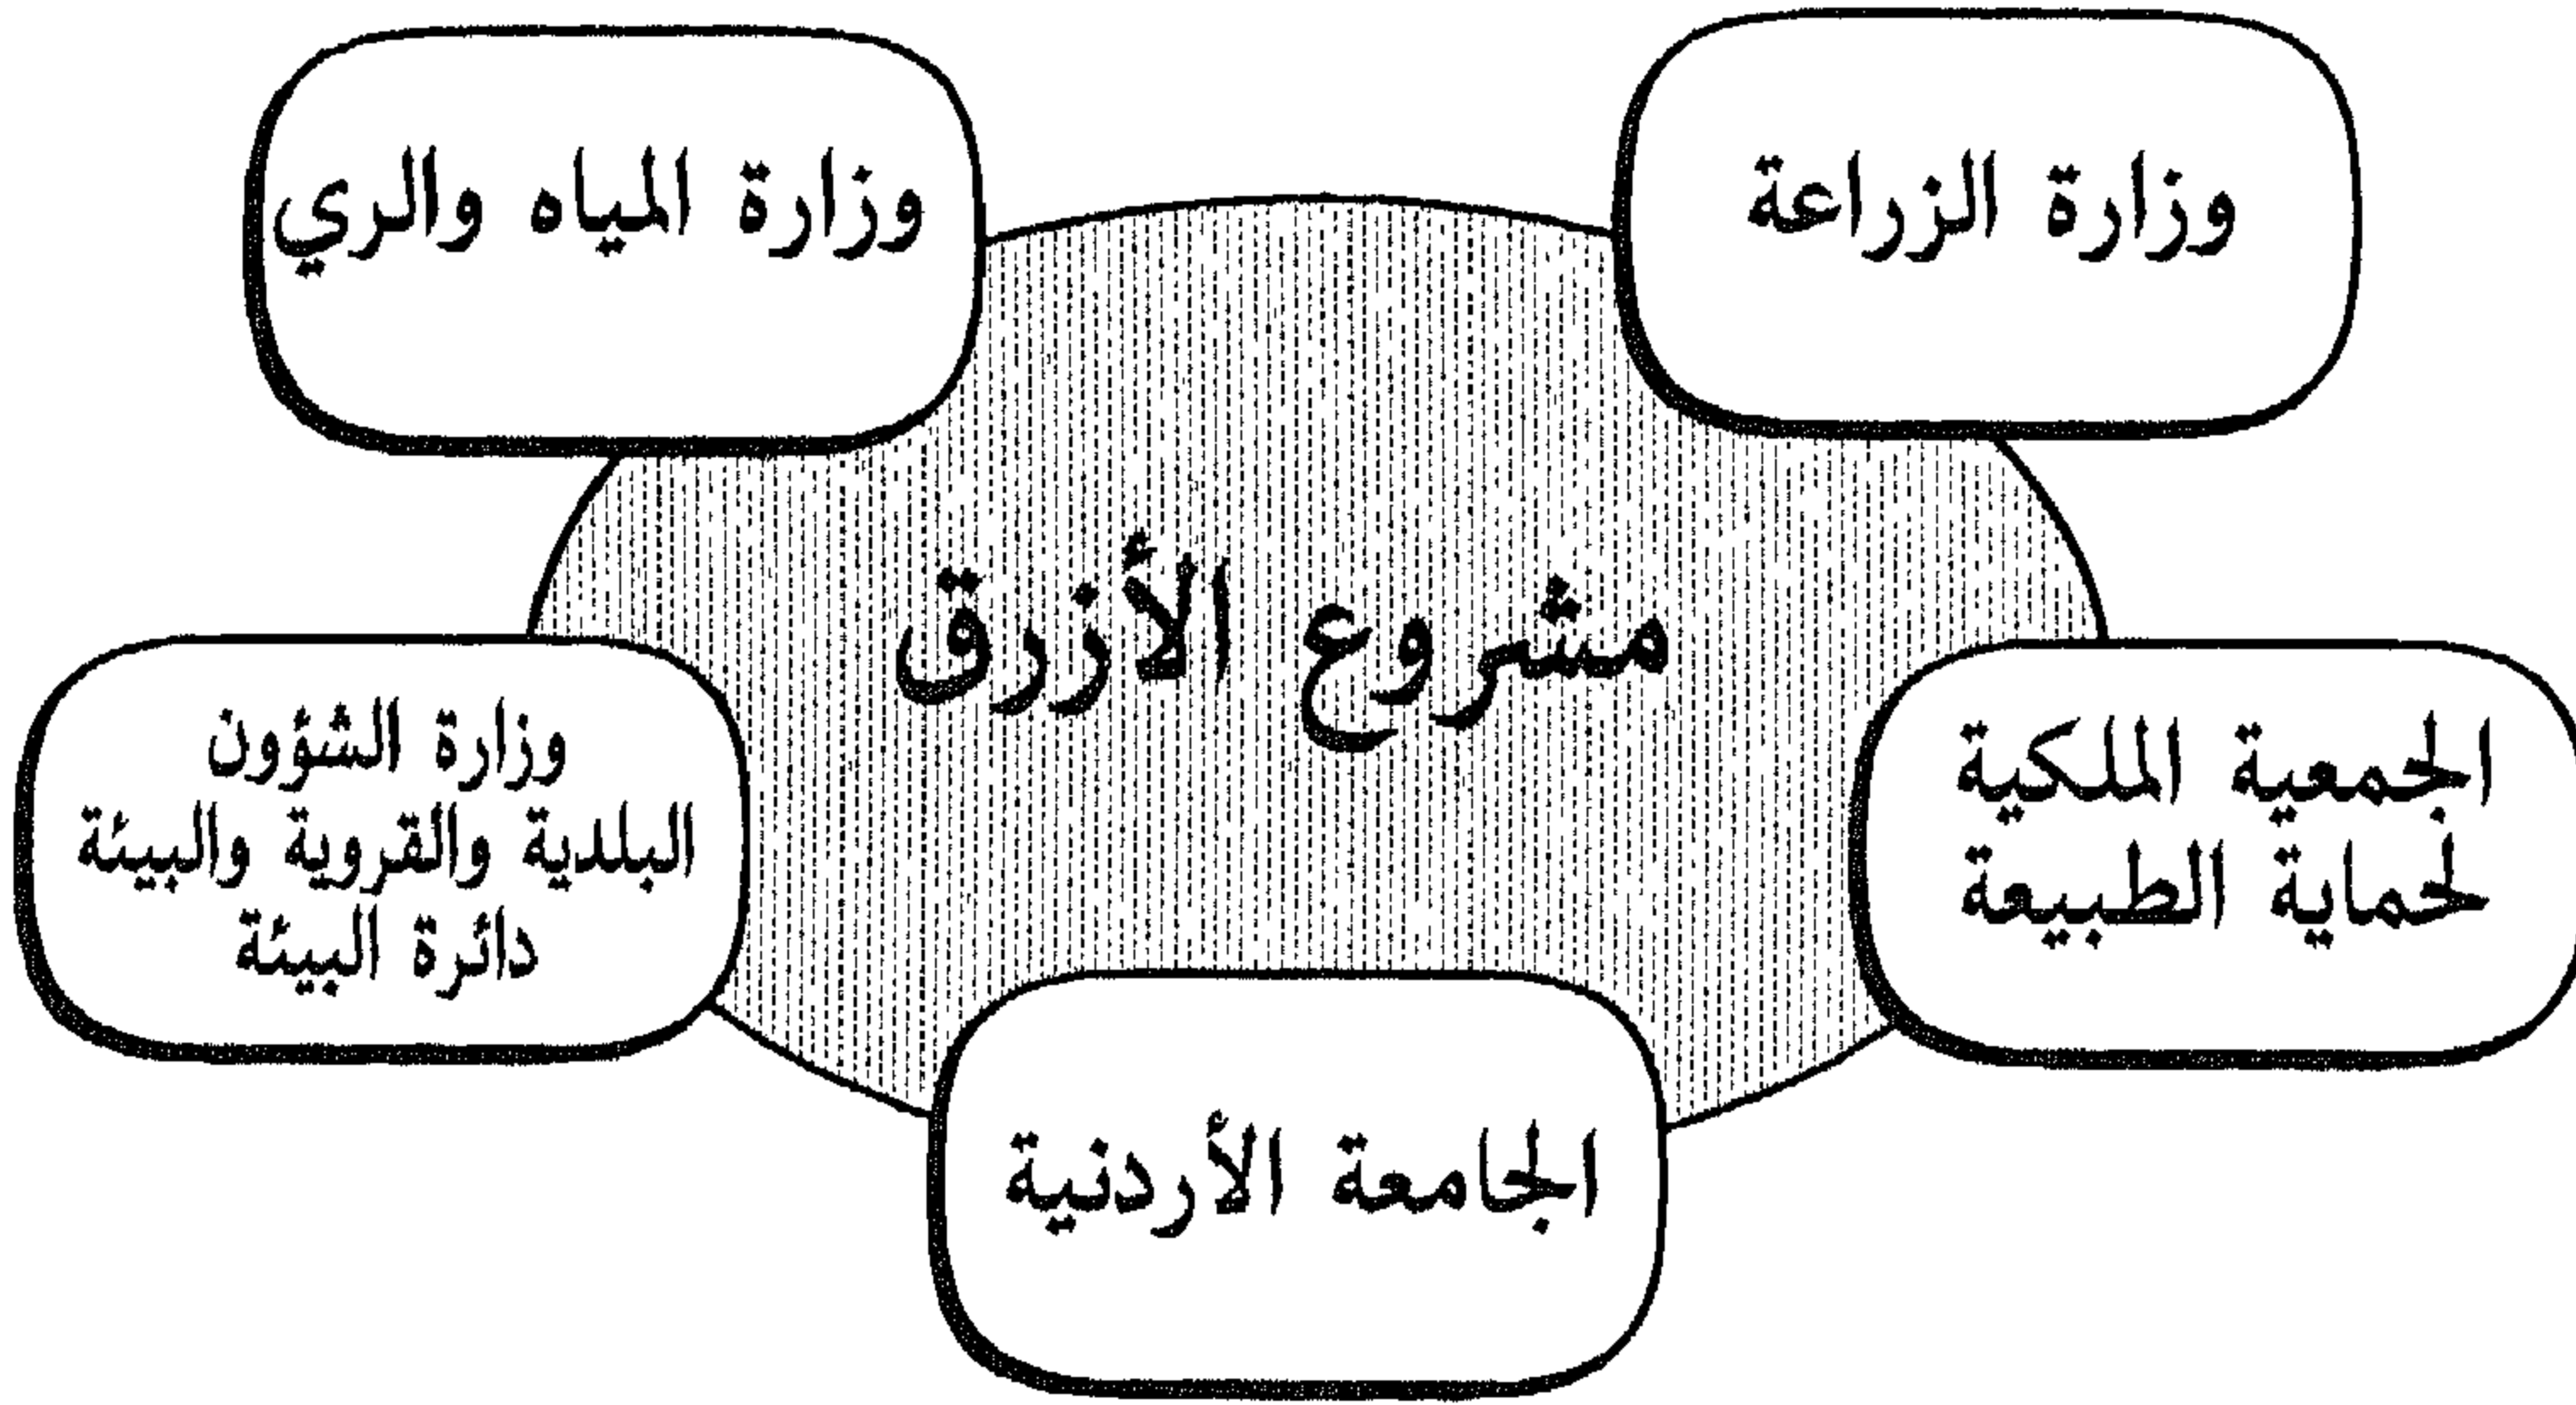 وزارة الزراعة
وزارة المياه والري
مشروع الأزرق
الجمعية الملكية
لحماية الطبيعة
وزارة الشؤون
البلدية والقروية والبيئة
دائرة البيئة
الجامعة الأردنية